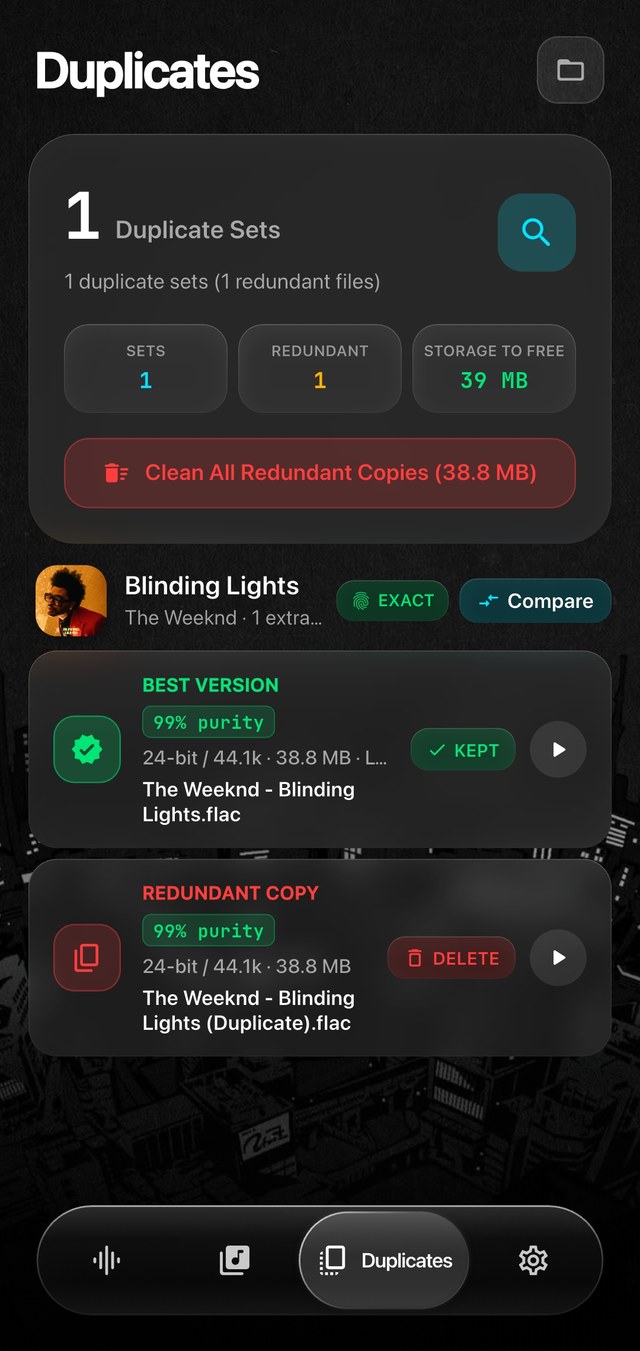 Duplicates
1 Duplicate Sets
1 duplicate sets (1 redundant files)
SETS
1
REDUNDANT
1
STORAGE TO FREE
39 MB
Clean All Redundant Copies (38.8 MB)
Blinding Lights
The Weeknd · 1 extra...
EXACT
Compare
BEST VERSION
99% purity
24-bit / 44.1k · 38.8 MB · L...
The Weeknd - Blinding
Lights.flac
KEPT
REDUNDANT COPY
99% purity
24-bit / 44.1k · 38.8 MB
The Weeknd - Blinding
Lights (Duplicate).flac
DELETE
Duplicates